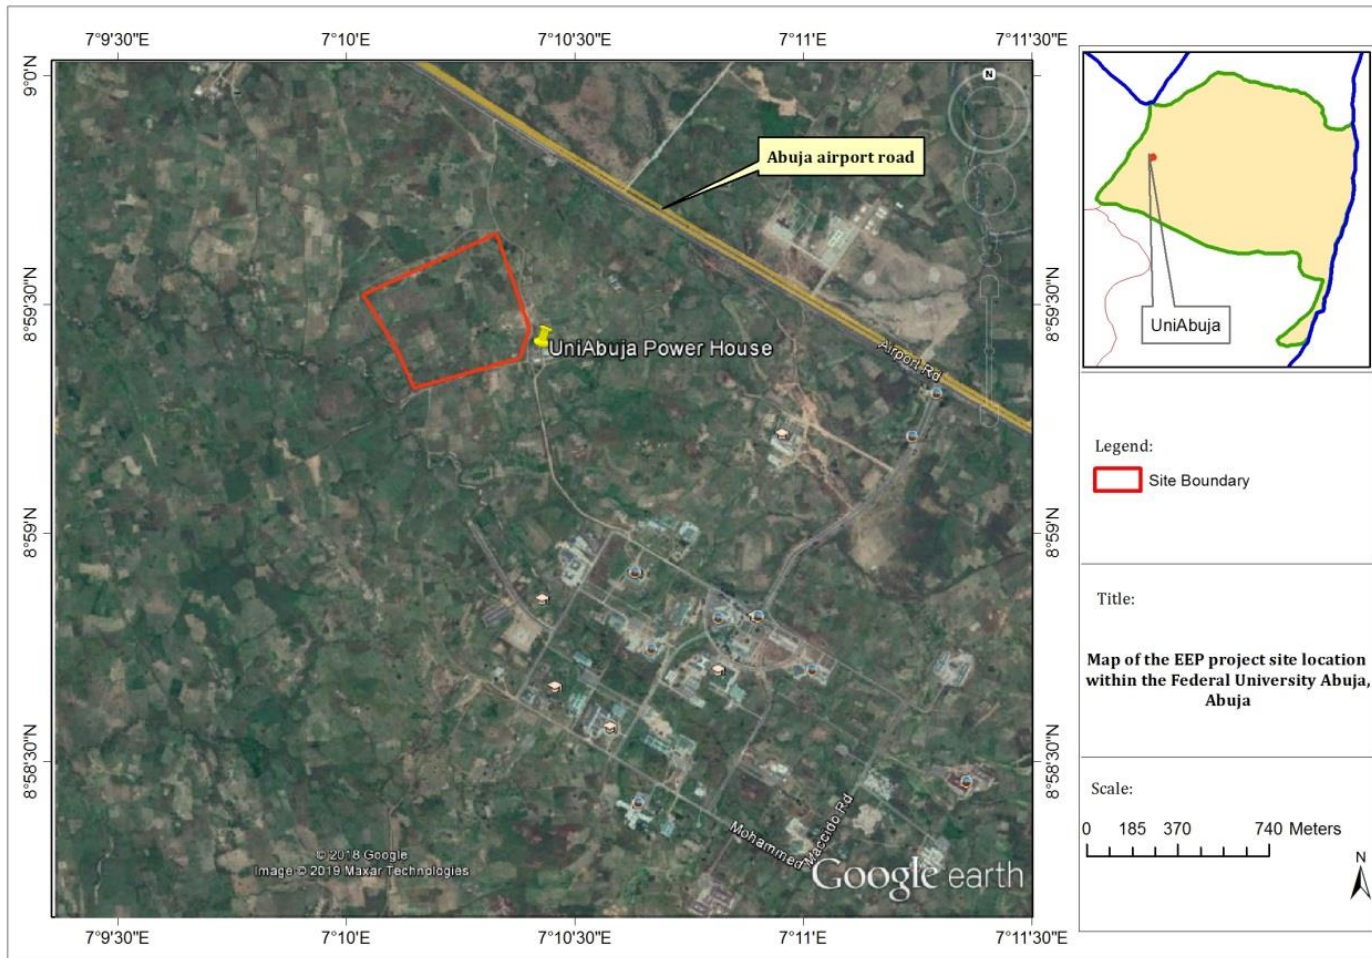 7°9'30"E
7°10'E
7°10'30"E
7°11'E
7°11'30"E
9°0'N
8°59'30"N
8°59'N
8°58'30"N
N
Abuja airport road
UniAbuja Power House
Airport Rd
Mohammed Maccido Rd
© 2018 Google
Image © 2019 Maxar Technologies
Google earth
8°59'30"N
8°59'N
8°58'30"N
7°9'30"E
7°10'E
7°10'30"E
7°11'E
7°11'30"E
UniAbuja
Legend:
Site Boundary
Title:
Map of the EEP project site location
within the Federal University Abuja,
Abuja
Scale:
0 185 370 740 Meters
N